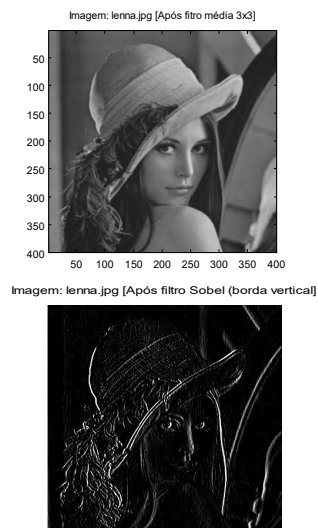 Imagem: lenna.jpg [Após fitro média 3x3]
50
100
150
200
250
300
350
400
50 100 150 200 250 300 350 400
Imagem: lenna.jpg [Após filtro Sobel (borda vertical]